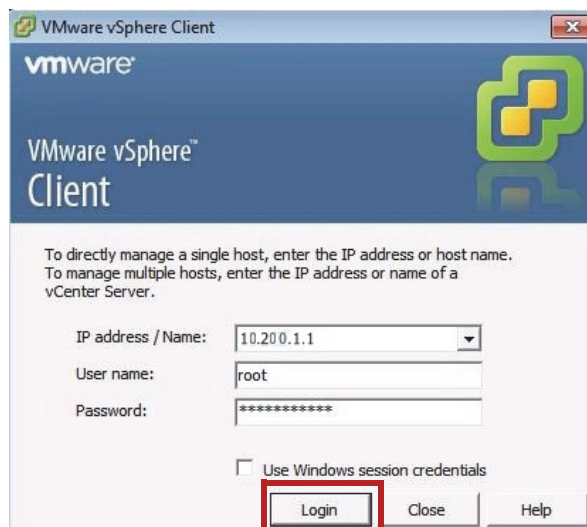 VMware vSphere Client
vmware®
VMware vSphere™
Client
To directly manage a single host, enter the IP address or host name.
To manage multiple hosts, enter the IP address or name of a
vCenter Server.
IP address / Name:
10.200.1.1
User name:
root
Password:
***********
Use Windows session credentials
Login
Close
Help